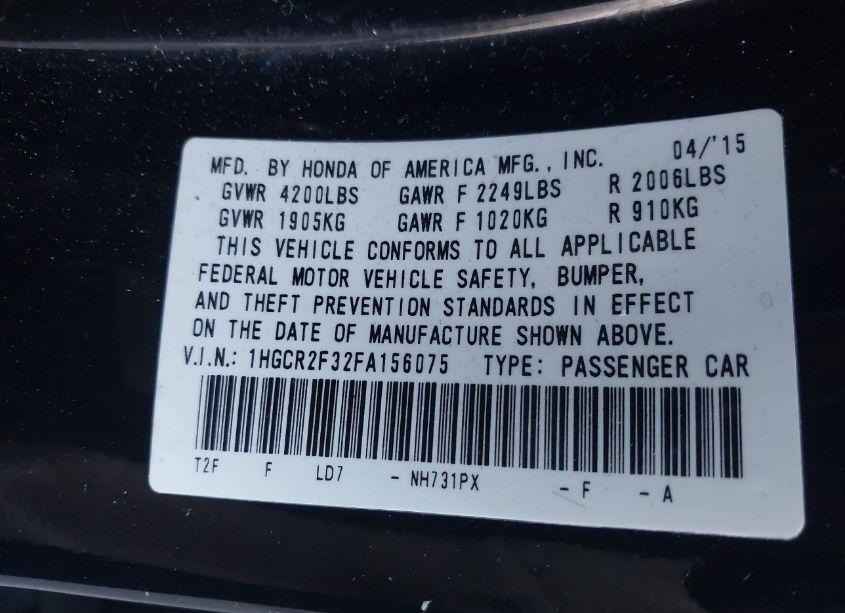 MFD. BY HONDA OF AMERICA MFG., INC. 04/'15
GVWR 4200LBS GAWR F 2249LBS R 2006LBS
GVWR 1905KG GAWR F 1020KG R 910KG
THIS VEHICLE CONFORMS TO ALL APPLICABLE
FEDERAL MOTOR VEHICLE SAFETY, BUMPER,
AND THEFT PREVENTION STANDARDS IN EFFECT
ON THE DATE OF MANUFACTURE SHOWN ABOVE.
V.I.N.: 1HGCR2F32FA156075 TYPE: PASSENGER CAR
T2F F LD7 - NH731PX - F - A